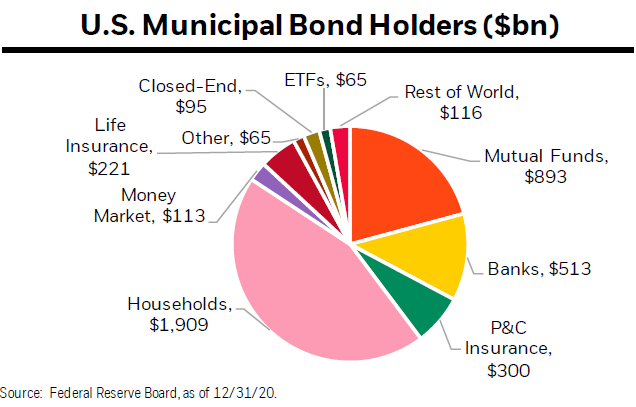 U.S. Municipal Bond Holders ($bn)
Closed-End,
$95
ETFs, $65
Rest of World,
$116
Life
Insurance,
$221
Other, $65
Mutual Funds,
$893
Money
Market, $113
Banks, $513
Households,
$1,909
P&C
Insurance,
$300
Source: Federal Reserve Board, as of 12/31/20.